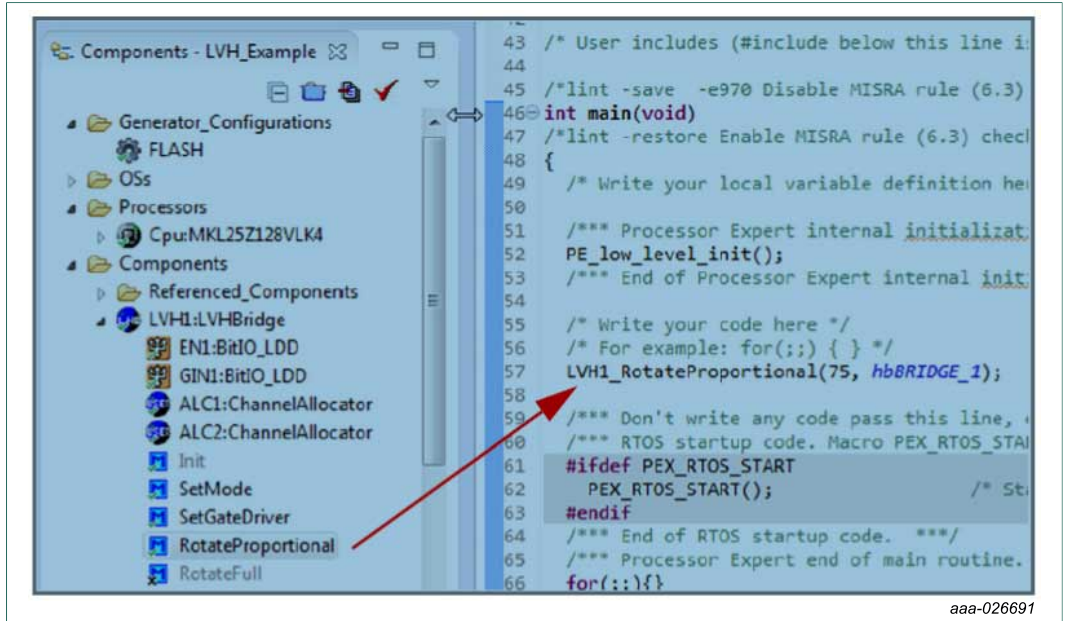 Components - LVH_Example
Generator_Configurations
FLASH
OSs
Processors
Cpu:MKL25Z128VLK4
Components
Referenced_Components
LVH1:LVHBridge
EN1:BitIO_LDD
GIN1:BitIO_LDD
ALC1:ChannelAllocator
ALC2:ChannelAllocator
Init
SetMode
SetGateDriver
RotateProportional
RotateFull
43 /* User includes (#include below this line i
44
45 /*lint -save -e970 Disable MISRA rule (6.3)
46 int main(void)
47 /*lint -restore Enable MISRA rule (6.3) chec
48 {
49 /* Write your local variable definition he
50
51 /*** Processor Expert internal initializat
52 PE_low_level_init();
53 /*** End of Processor Expert internal init
54
55 /* Write your code here */
56 /* For example: for(;;) { } */
57 LVH1_RotateProportional(75, hbBRIDGE_1);
58
59 /*** Don't write any code pass this line,
60 /*** RTOS startup code. Macro PEX_RTOS_STA
61 #ifdef PEX_RTOS_START
62 PEX_RTOS_START(); /* St
63 #endif
64 /*** End of RTOS startup code. ***/
65 /*** Processor Expert end of main routine.
66 for(;;){}
aaa-026691